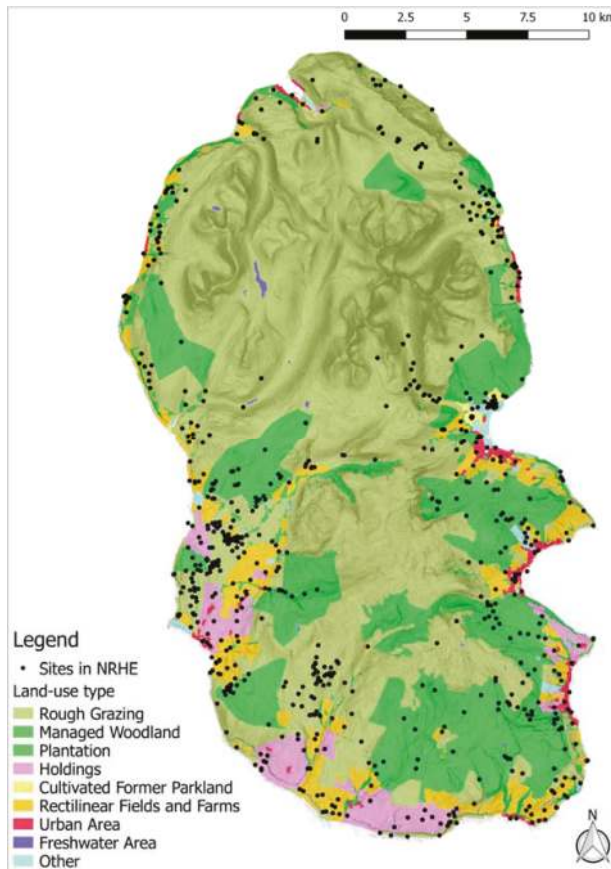 0 2.5 5 7.5 10 km
Legend
Sites in NRHE
Land-use type
Rough Grazing
Managed Woodland
Plantation
Holdings
Cultivated Former Parkland
Rectilinear Fields and Farms
Urban Area
Freshwater Area
Other
N